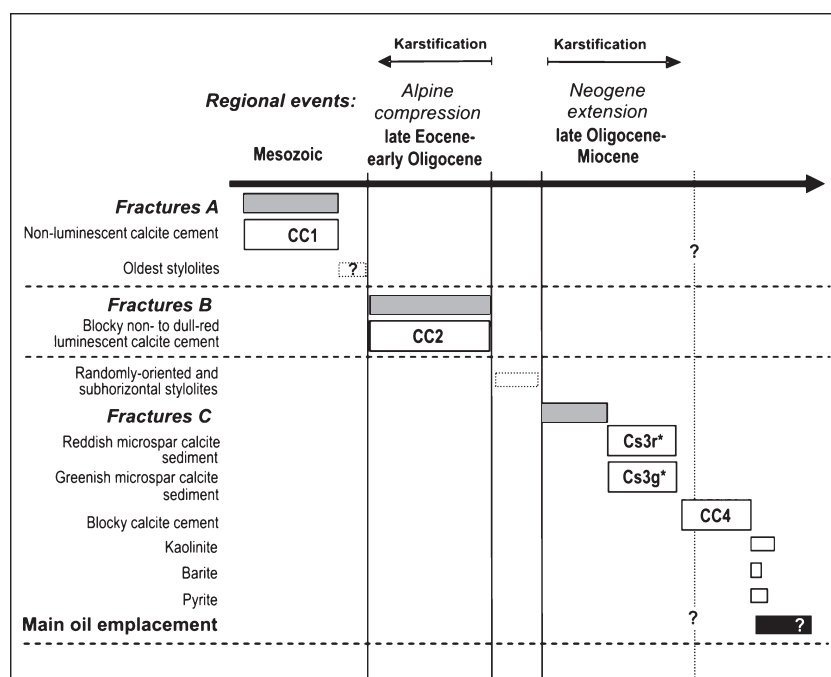 Karstification Karstification
Regional events:
Alpine
compression
late Eocene-
early Oligocene
Neogene
extension
late Oligocene-
Miocene
Mesozoic
Fractures A
Non-luminescent calcite cement
CC1
?
Oldest stylolites
?
Fractures B
Blocky non- to dull-red
luminescent calcite cement
CC2
Randomly-oriented and
subhorizontal stylolites
Fractures C
Reddish microspar calcite
sediment
Cs3r*
Greenish microspar calcite
sediment
Cs3g*
Blocky calcite cement
CC4
Kaolinite
Barite
Pyrite
Main oil emplacement
?
?